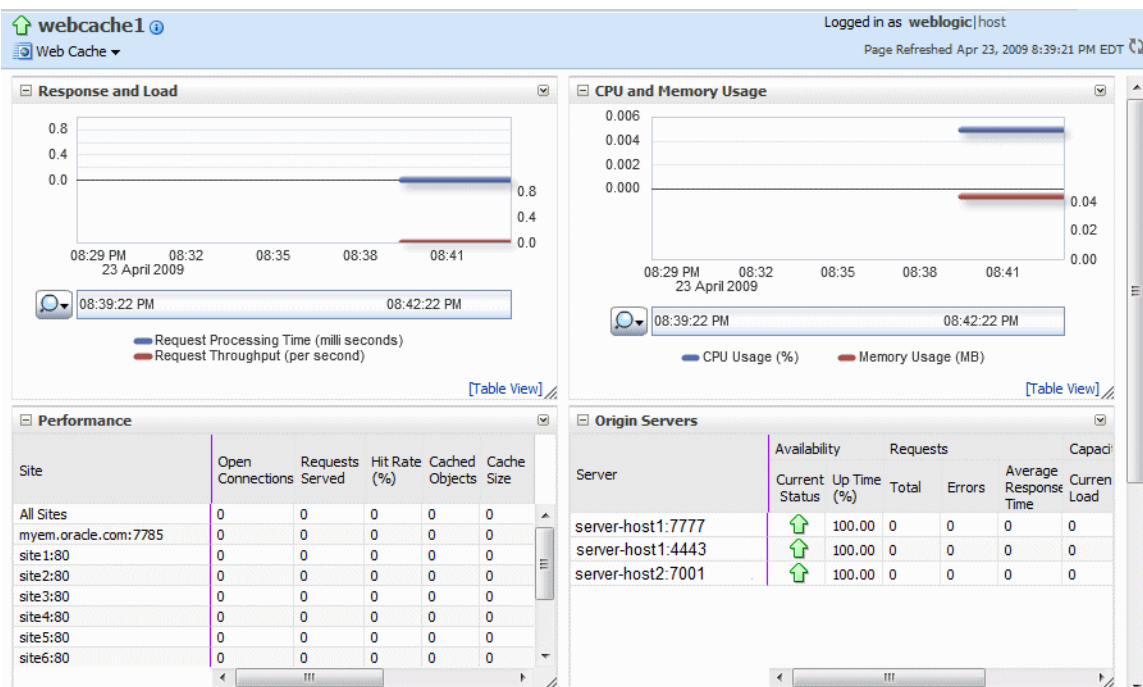 webcache1
Logged in as weblogic|host
Web Cache
Page Refreshed Apr 23, 2009 8:39:21 PM EDT
Response and Load
0.8
0.4
0.0
0.8
0.4
0.0
08:29 PM 08:32 08:35 08:38 08:41
23 April 2009
08:39:22 PM 08:42:22 PM
Request Processing Time (milli seconds)
Request Throughput (per second)
[Table View]
CPU and Memory Usage
0.006
0.004
0.002
0.000
0.04
0.02
0.00
08:29 PM 08:32 08:35 08:38 08:41
23 April 2009
08:39:22 PM 08:42:22 PM
CPU Usage (%) Memory Usage (MB)
[Table View]
Performance
Site Open Connections Requests Served Hit Rate (%) Cached Objects Cache Size
All Sites 0 0 0 0 0
myem.oracle.com:7785 0 0 0 0 0
site1:80 0 0 0 0 0
site2:80 0 0 0 0 0
site3:80 0 0 0 0 0
site4:80 0 0 0 0 0
site5:80 0 0 0 0 0
site6:80 0 0 0 0 0
Origin Servers
Availability Requests Capaci
Server Current Status Up Time (%) Total Errors Average Response Time Curren Load
server-host1:7777 100.00 0 0 0 0
server-host1:4443 100.00 0 0 0 0
server-host2:7001 100.00 0 0 0 0